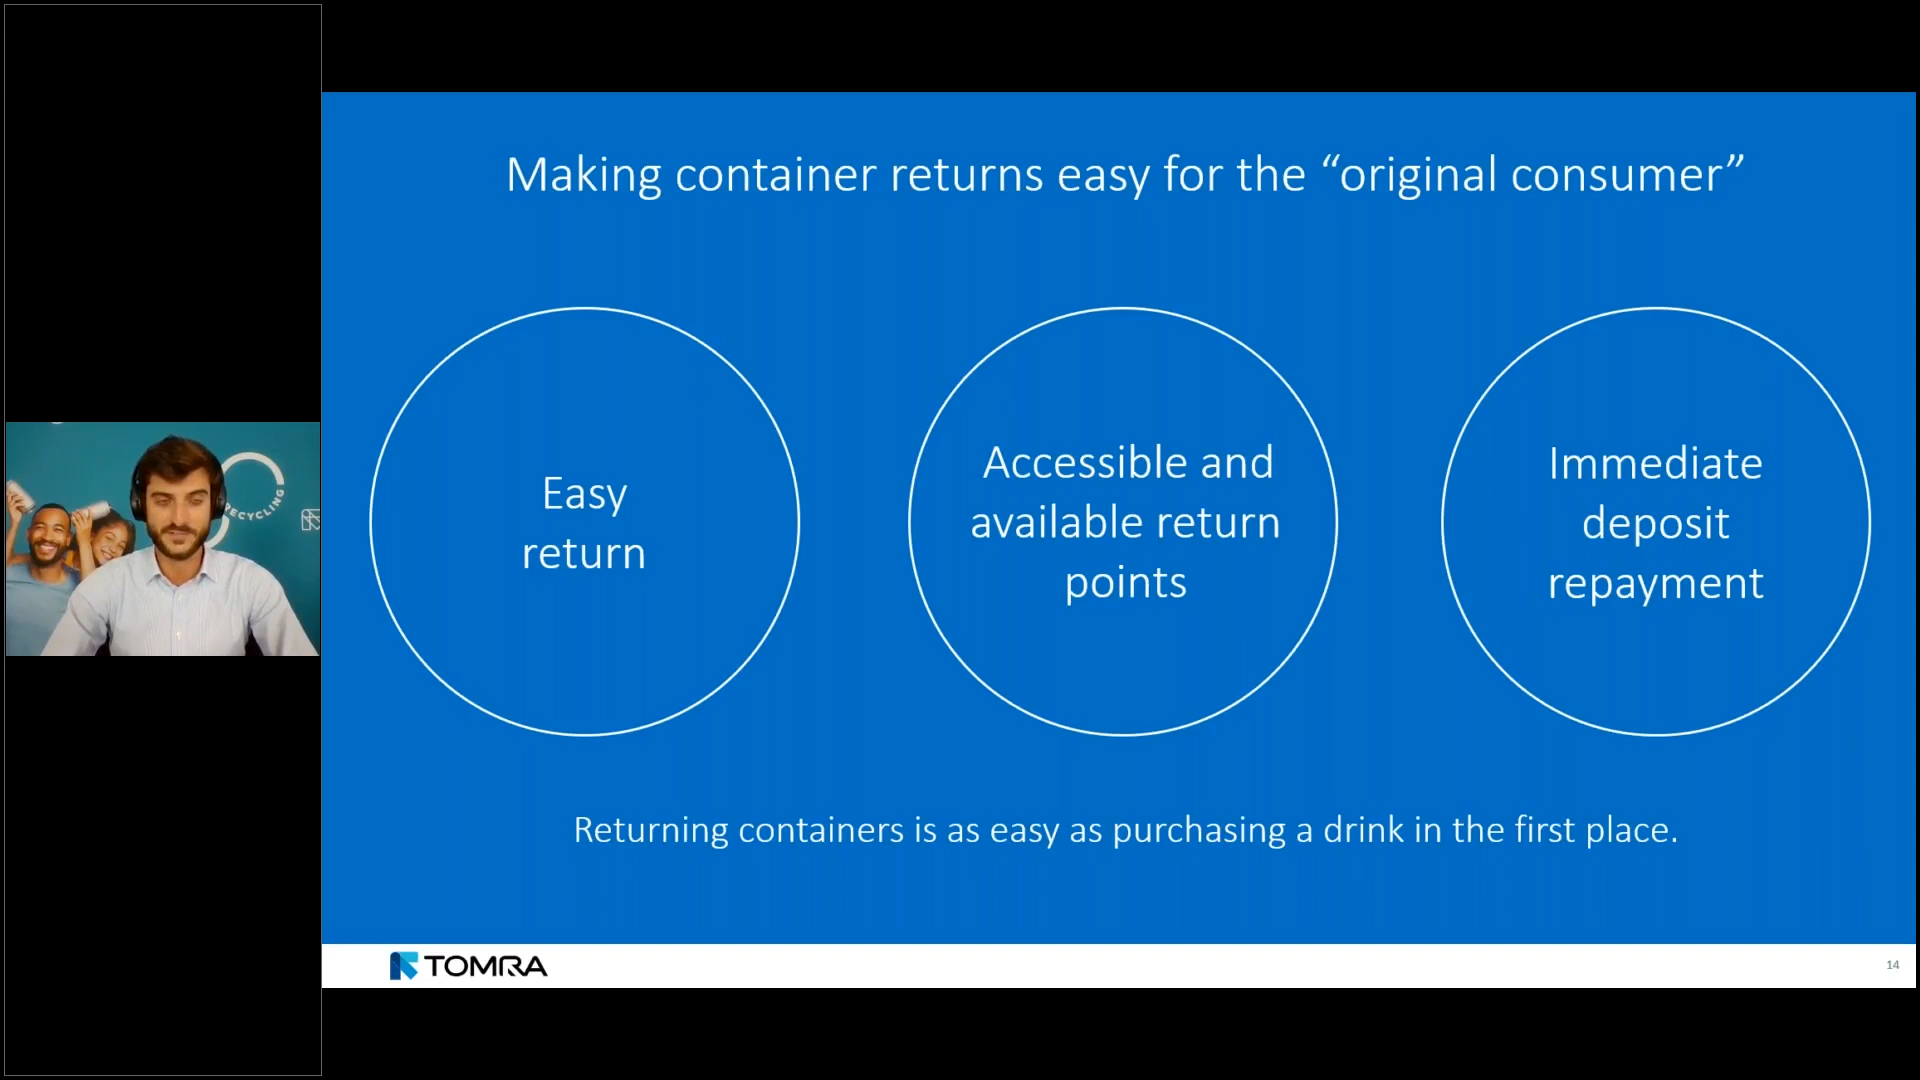 Making container returns easy for the “original consumer”
Easy
return
Accessible and
available return
points
Immediate
deposit
repayment
Returning containers is as easy as purchasing a drink in the first place.
TOMRA
14
RECYCLING